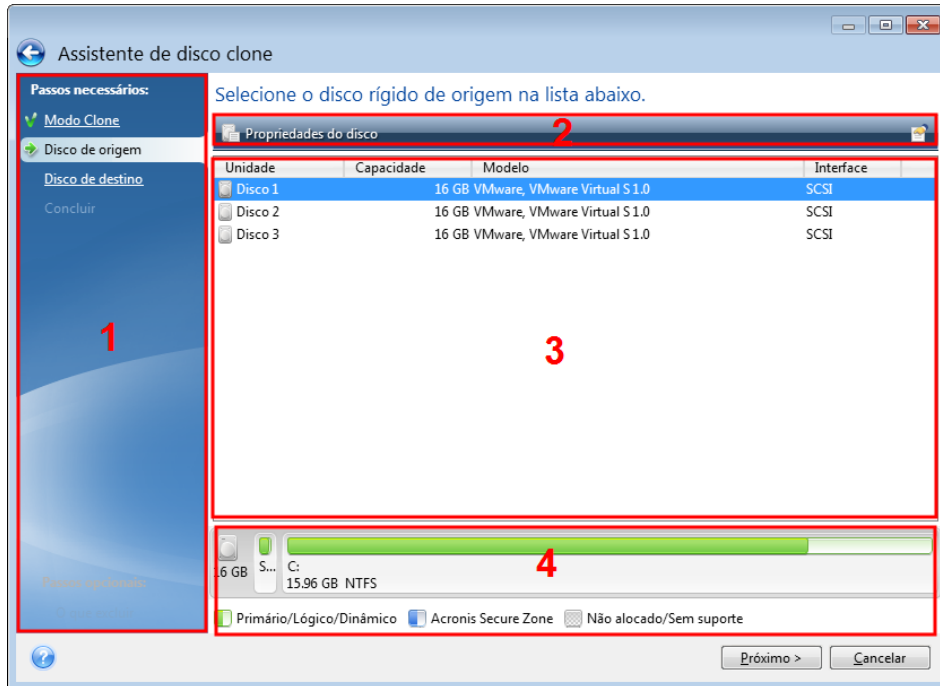 Assistente de disco clone
Passos necessários:
Modo Clone
Disco de origem
Disco de destino
Concluir
1
Selecione o disco rígido de origem na lista abaixo.
Propriedades do disco
2
Unidade Capacidade Modelo Interface
Disco 1 16 GB VMware, VMware Virtual S 1.0 SCSI
Disco 2 16 GB VMware, VMware Virtual S 1.0 SCSI
Disco 3 16 GB VMware, VMware Virtual S 1.0 SCSI
3
16 GB
S...
C:
15.96 GB NTFS
4
Primário/Lógico/Dinâmico Acronis Secure Zone Não alocado/Sem suporte
Próximo > Cancelar